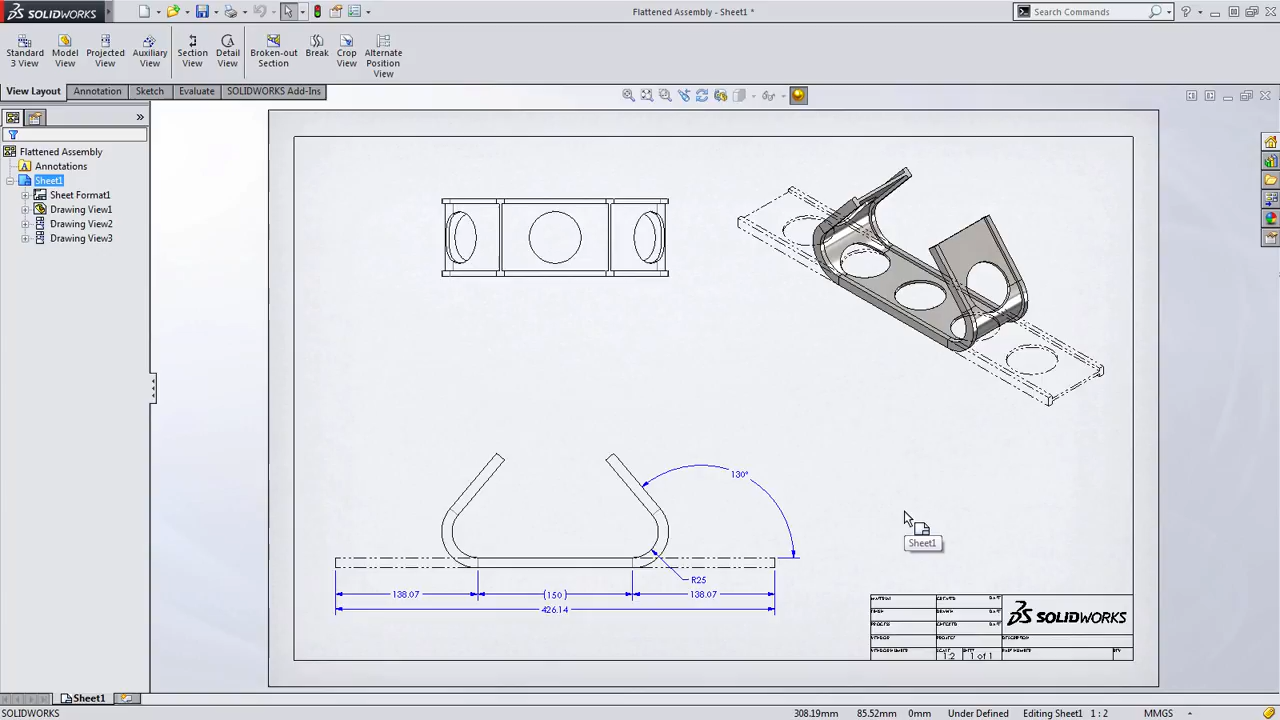 SOLIDWORKS
Flattened Assembly - Sheet1 *
Search Commands
Standard 3 View
Model View
Projected View
Auxiliary View
Section View
Detail View
Broken-out Section
Break
Crop View
Alternate Position View
View Layout
Annotation
Sketch
Evaluate
SOLIDWORKS Add-Ins
Flattened Assembly
Annotations
Sheet1
Sheet Format1
Drawing View1
Drawing View2
Drawing View3
130°
R25
138.07
(150)
138.07
426.14
Sheet1
SOLIDWORKS
1:2
1 of 1
Sheet1
SOLIDWORKS
308.19mm
85.52mm
0mm
Under Defined
Editing Sheet1
1 : 2
MMGS